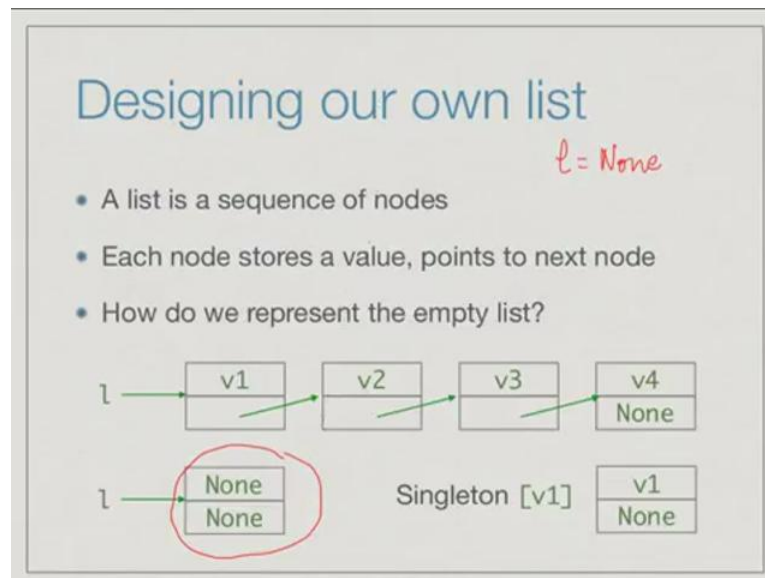 Designing our own list
l = None
• A list is a sequence of nodes
• Each node stores a value, points to next node
• How do we represent the empty list?
l v1 v2 v3 v4
None
l None Singleton [v1] v1
None None